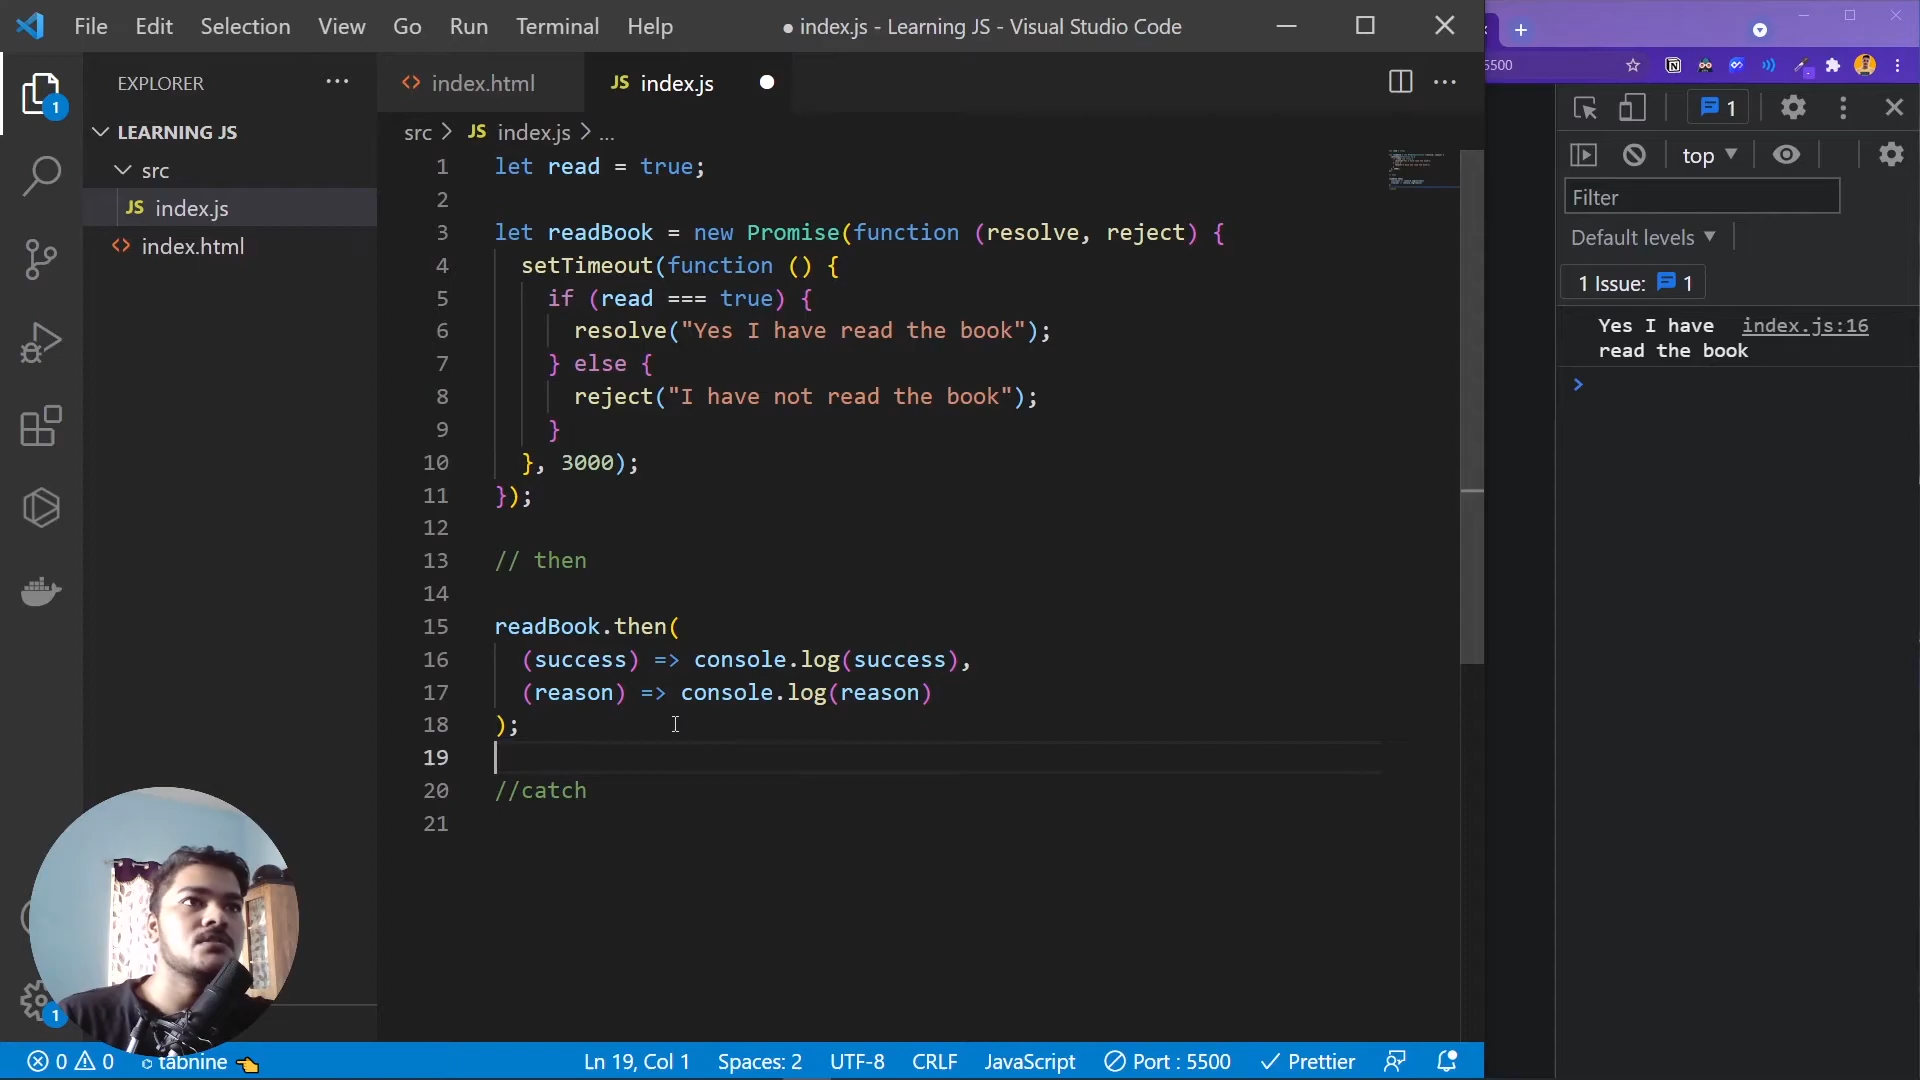 File Edit Selection View Go Run Terminal Help
● index.js - Learning JS - Visual Studio Code
5500
EXPLORER
LEARNING JS
src
JS index.js
index.html
1
1
index.html
JS index.js
src > JS index.js > ...
1 let read = true;
2
3 let readBook = new Promise(function (resolve, reject) {
4 setTimeout(function () {
5 if (read === true) {
6 resolve("Yes I have read the book");
7 } else {
8 reject("I have not read the book");
9 }
10 }, 3000);
11 });
12
13 // then
14
15 readBook.then(
16 (success) => console.log(success),
17 (reason) => console.log(reason)
18 );
19
20 //catch
21
1
top
Filter
Default levels
1 Issue: 1
Yes I have index.js:16
read the book
0 0 tabnine Ln 19, Col 1 Spaces: 2 UTF-8 CRLF JavaScript Port : 5500 Prettier